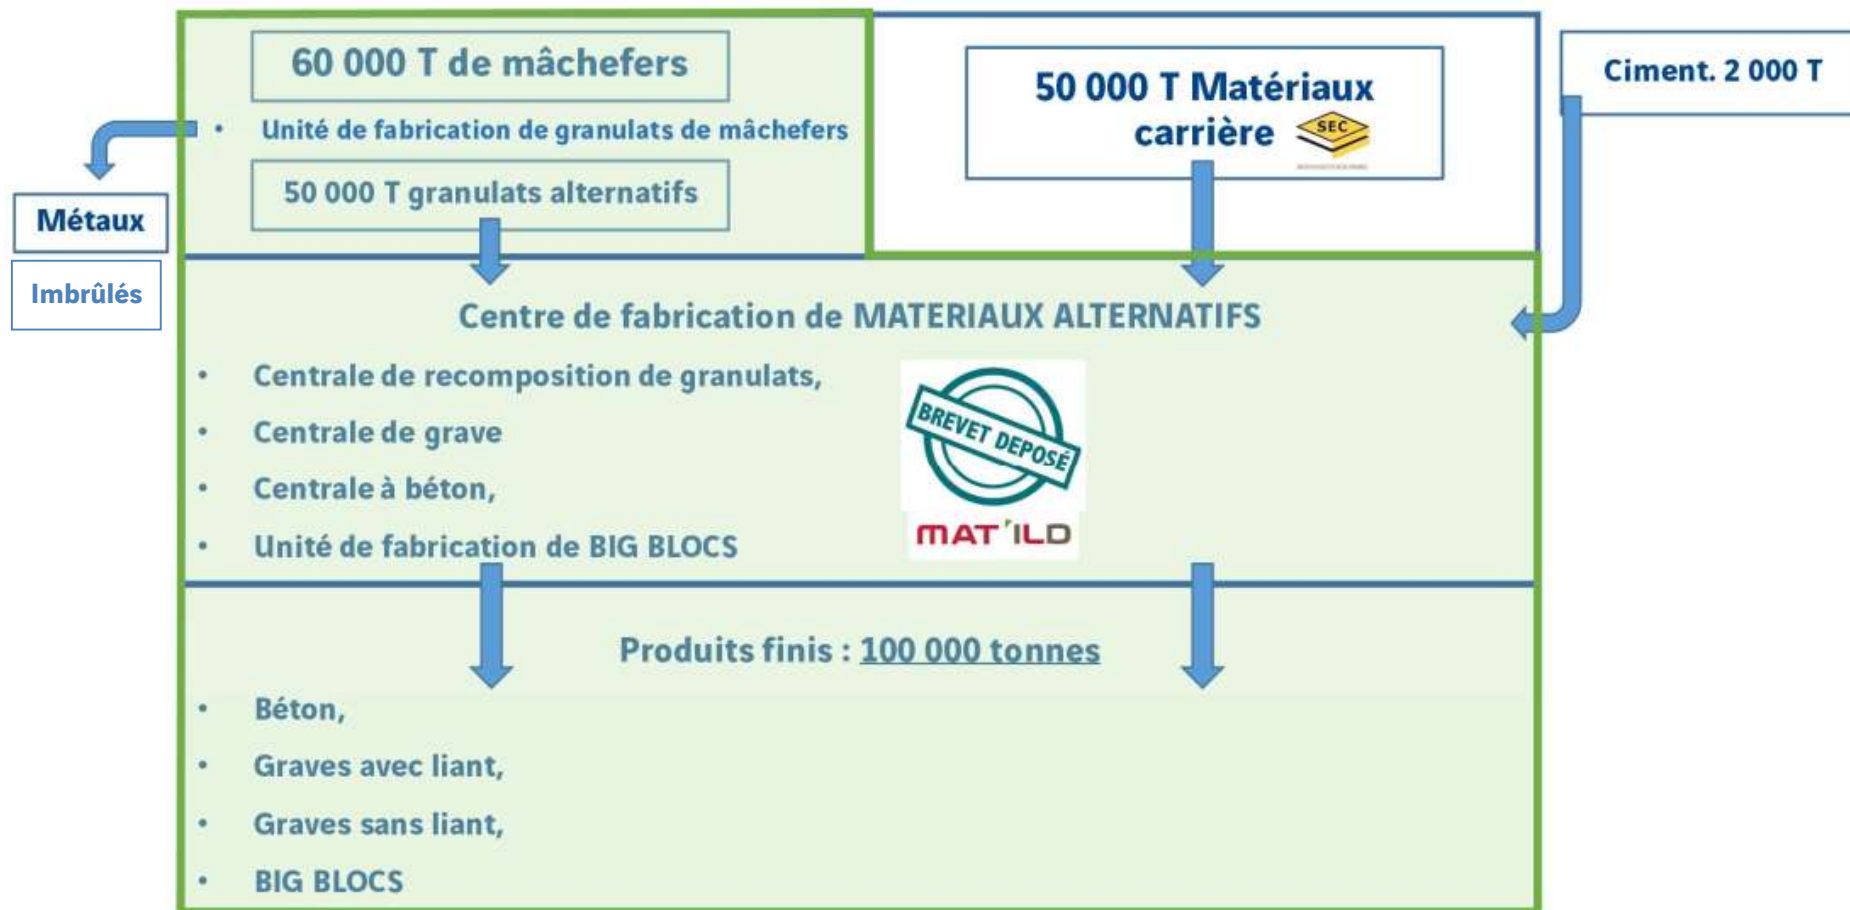 60 000 T de mâchefers
• Unité de fabrication de granulats de mâchefers
50 000 T granulats alternatifs
50 000 T Matériaux
carrière
SEC
Ciment. 2 000 T
Métaux
Imbrûlés
Centre de fabrication de MATERIAUX ALTERNATIFS
• Centrale de recomposition de granulats,
• Centrale de grave
• Centrale à béton,
• Unité de fabrication de BIG BLOCS
BREVET DEPOSÉ
MAT'ILD
Produits finis : 100 000 tonnes
• Béton,
• Graves avec liant,
• Graves sans liant,
• BIG BLOCS